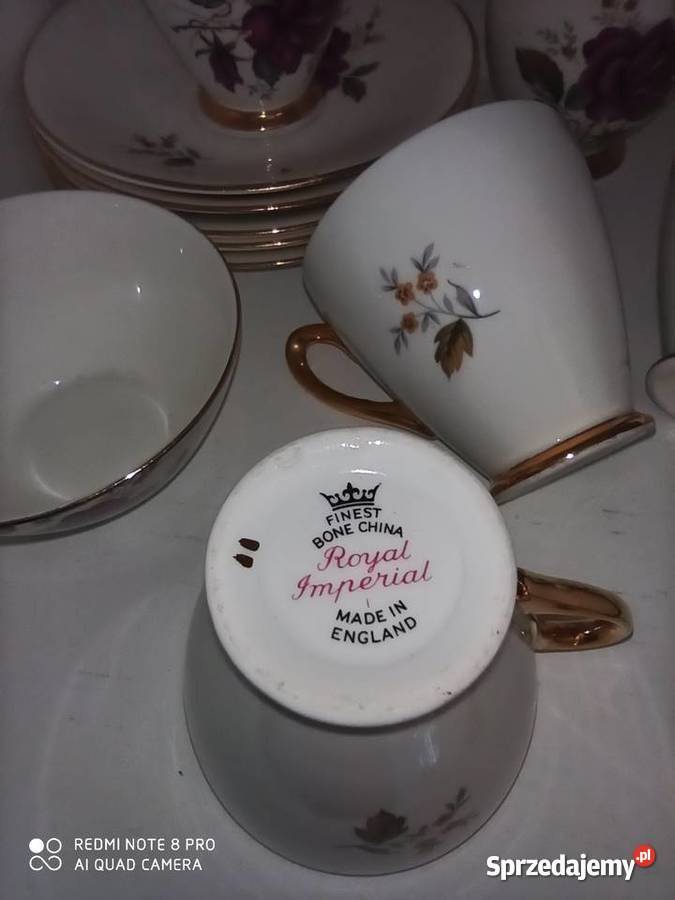 FINEST
BONE CHINA
Royal
Imperial
MADE IN
ENGLAND
REDMI NOTE 8 PRO
AI QUAD CAMERA
Sprzedajemy.pl